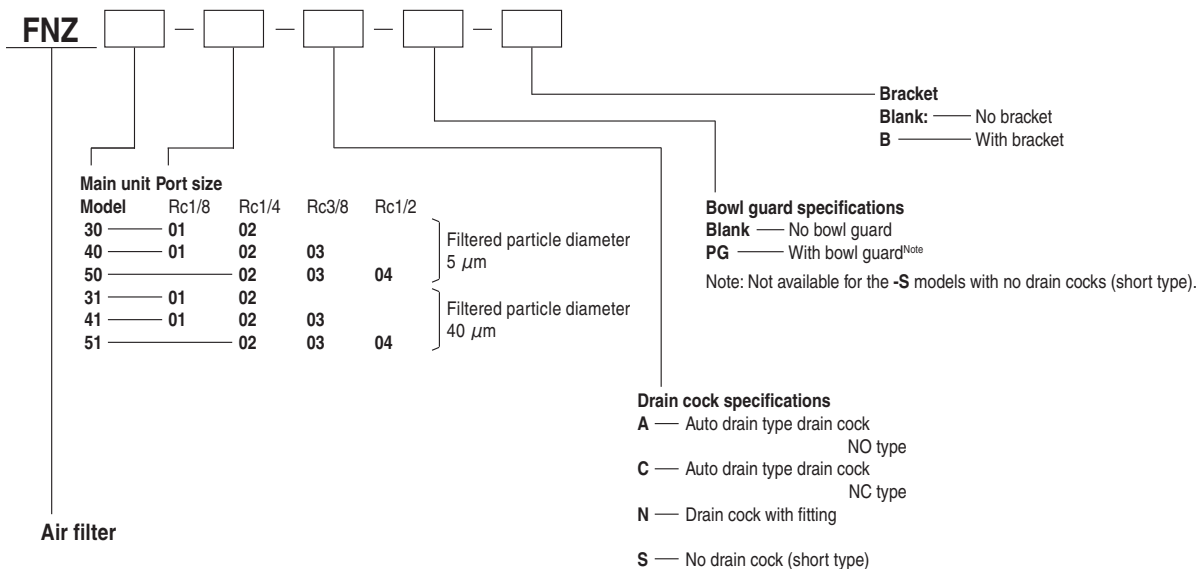 FNZ
Bracket
Blank: No bracket
B With bracket
Main unit Port size
Model Rc1/8 Rc1/4 Rc3/8 Rc1/2
30 01 02
40 01 02 03
50 02 03 04
Filtered particle diameter
5 μm
31 01 02
41 01 02 03
51 02 03 04
Filtered particle diameter
40 μm
Bowl guard specifications
Blank No bowl guard
PG With bowl guardNote
Note: Not available for the -S models with no drain cocks (short type).
Drain cock specifications
A Auto drain type drain cock
NO type
C Auto drain type drain cock
NC type
N Drain cock with fitting
S No drain cock (short type)
Air filter